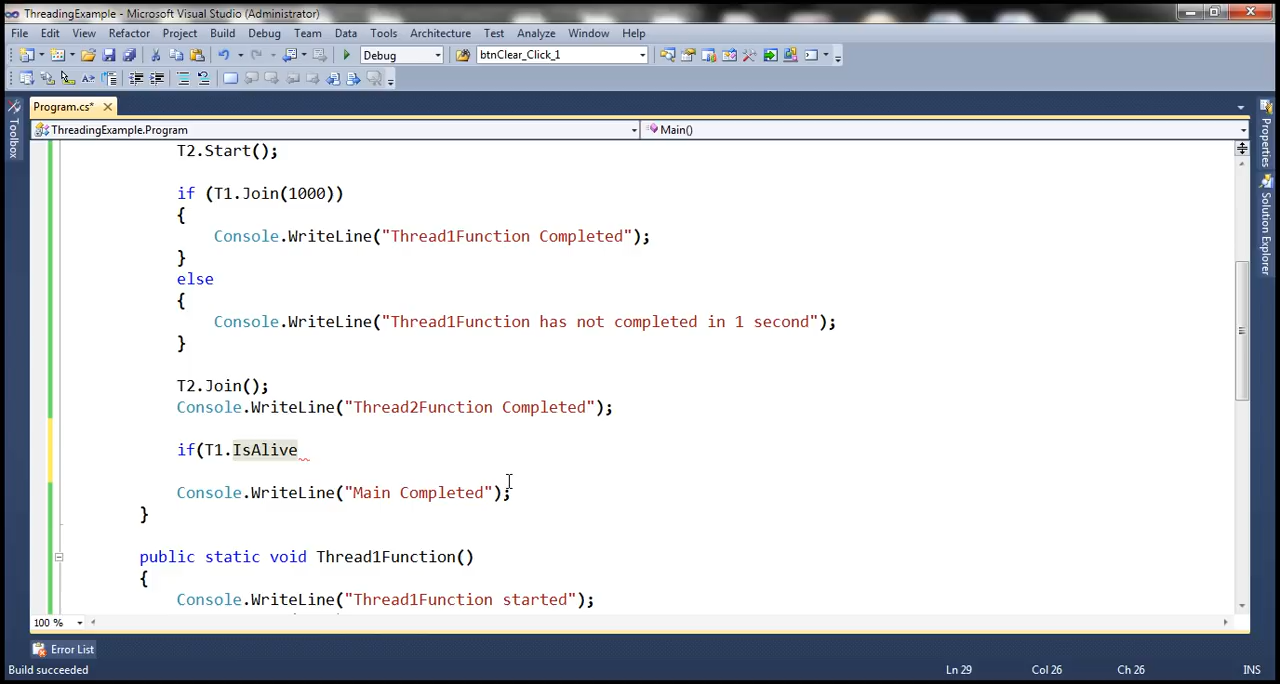 ThreadingExample - Microsoft Visual Studio (Administrator)
File Edit View Refactor Project Build Debug Team Data Tools Architecture Test Analyze Window Help
Debug btnClear_Click_1
Program.cs*
ThreadingExample.Program Main()
T2.Start();
if (T1.Join(1000))
{
Console.WriteLine("Thread1Function Completed");
}
else
{
Console.WriteLine("Thread1Function has not completed in 1 second");
}
T2.Join();
Console.WriteLine("Thread2Function Completed");
if(T1.IsAlive
Console.WriteLine("Main Completed");
}
public static void Thread1Function()
{
Console.WriteLine("Thread1Function started");
100 %
Error List
Build succeeded Ln 29 Col 26 Ch 26 INS
Toolbox
Properties
Solution Explorer